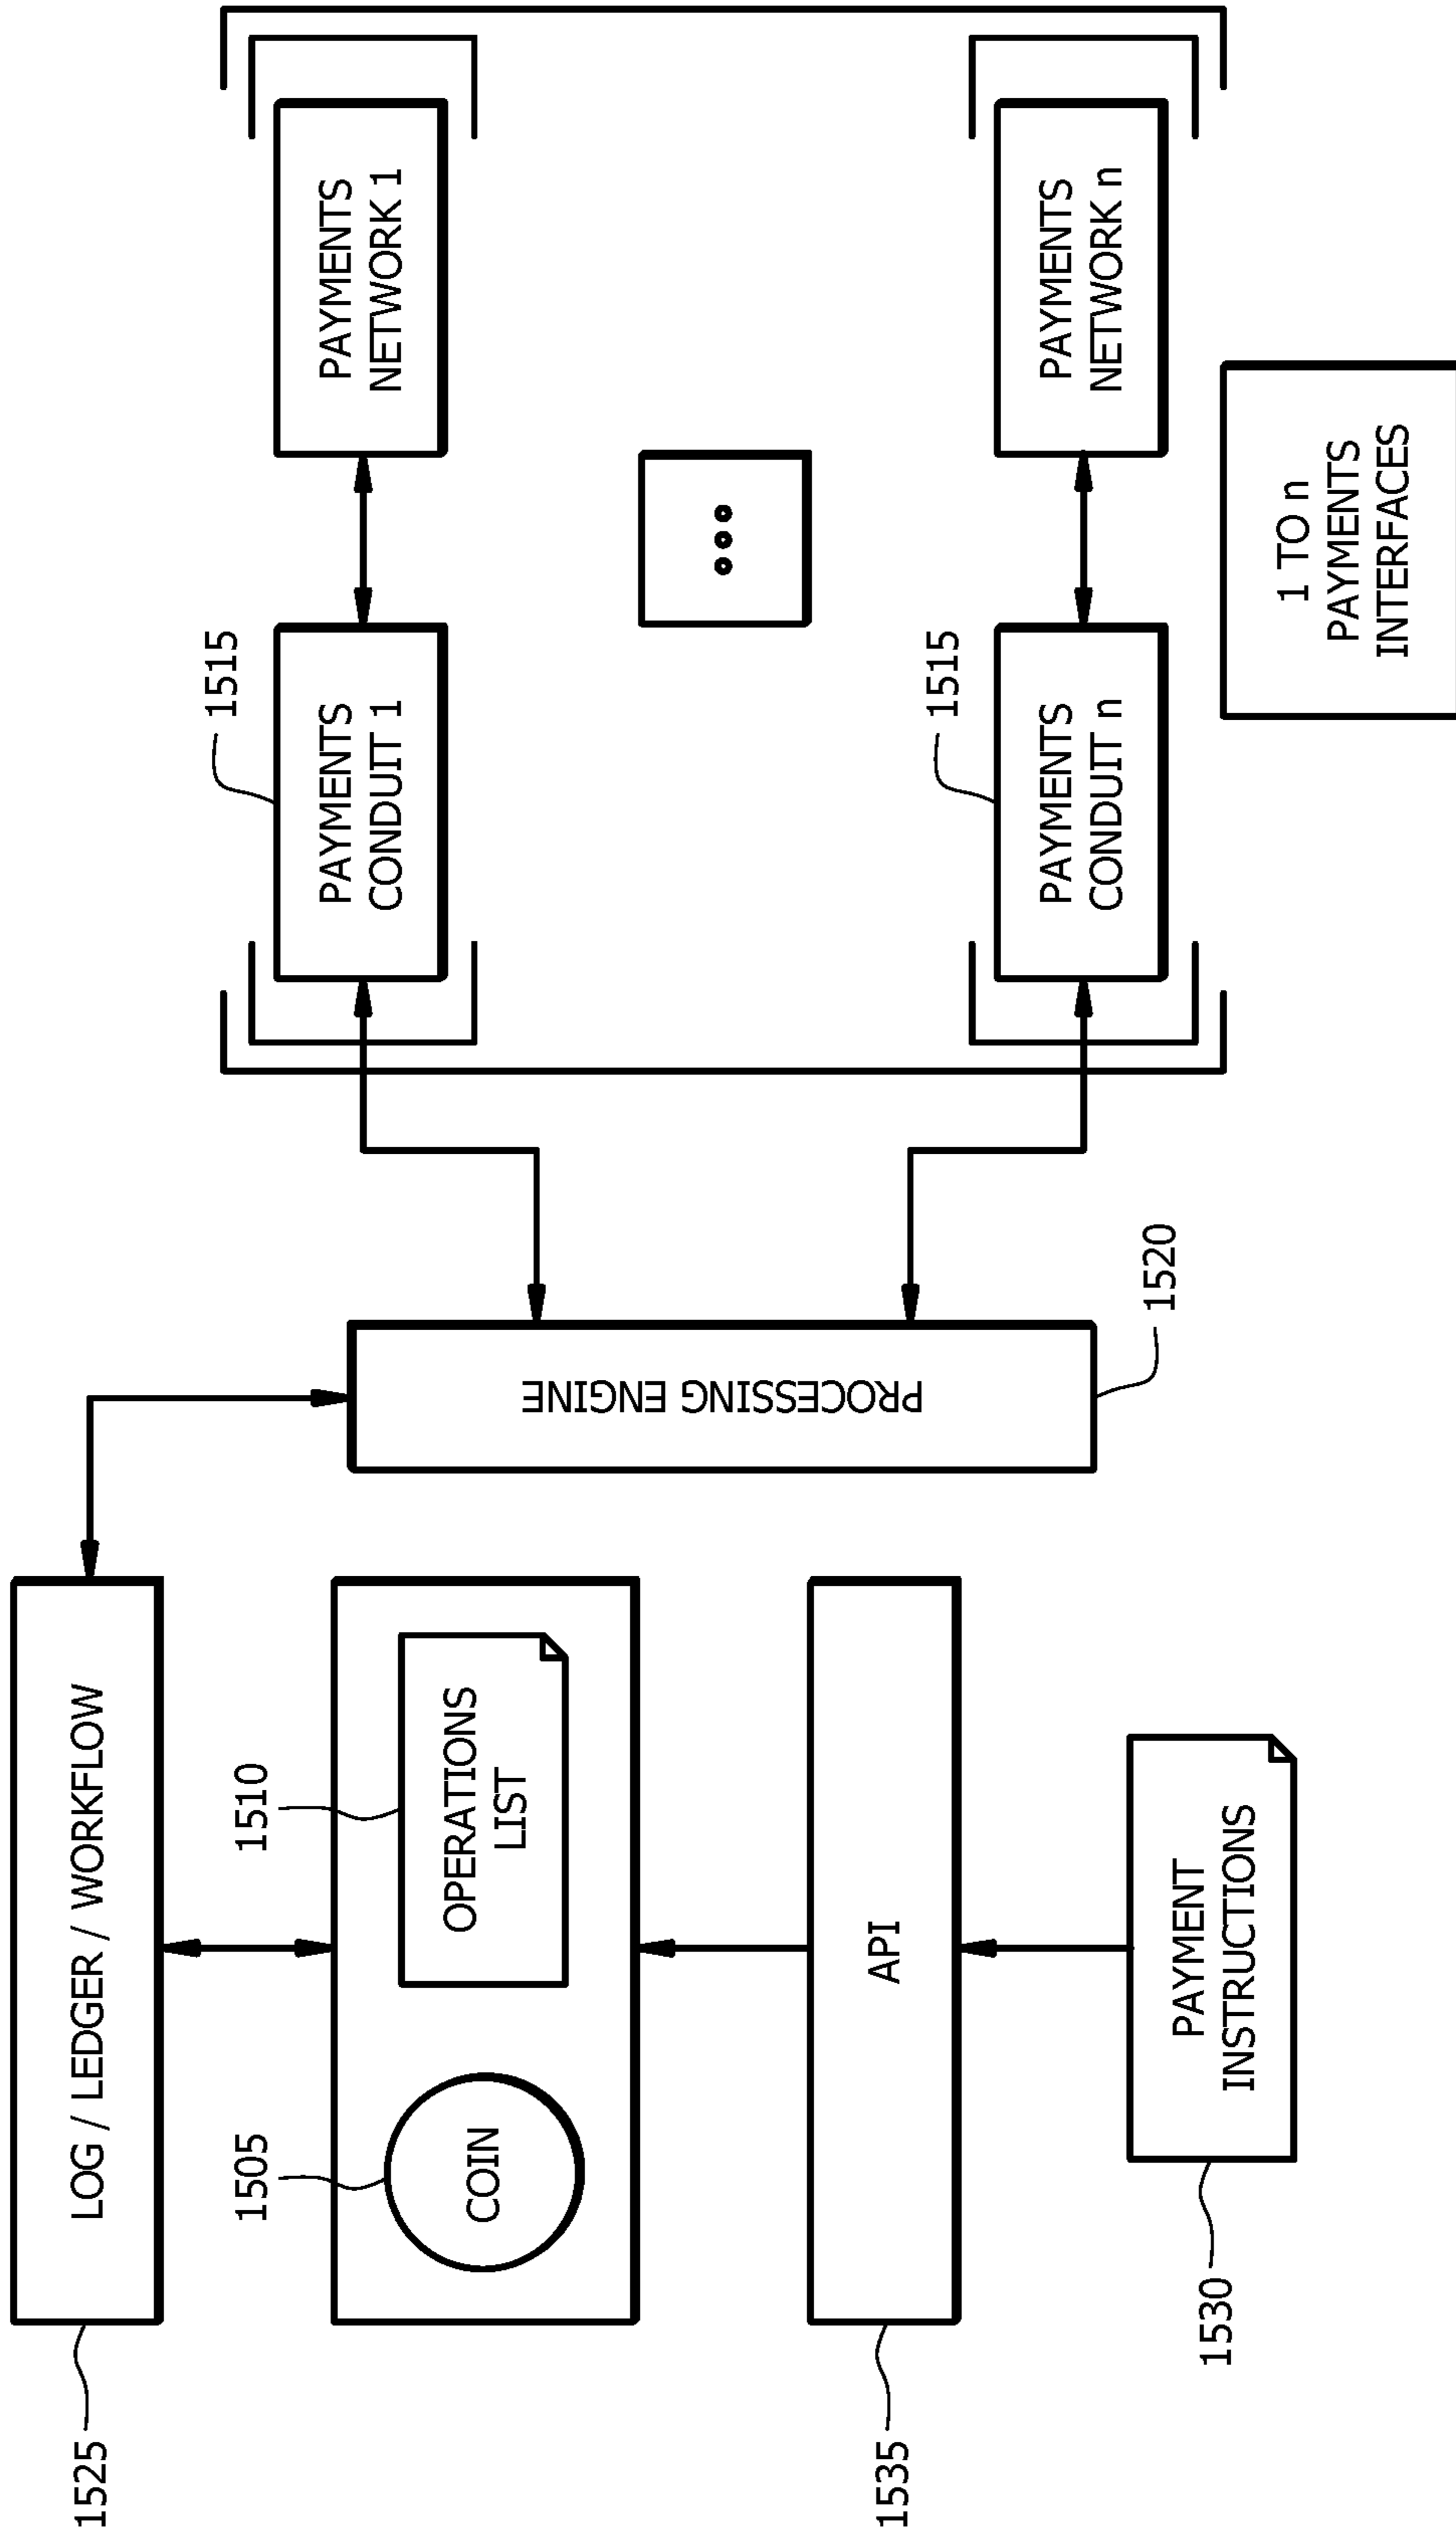 1525
LOG / LEDGER / WORKFLOW
1505
COIN
1510
OPERATIONS
LIST
1535
API
1530
PAYMENT
INSTRUCTIONS
PROCESSING ENGINE
1520
1515
PAYMENTS
CONDUIT 1
PAYMENTS
NETWORK 1
1515
PAYMENTS
CONDUIT n
PAYMENTS
NETWORK n
1 TO n
PAYMENTS
INTERFACES